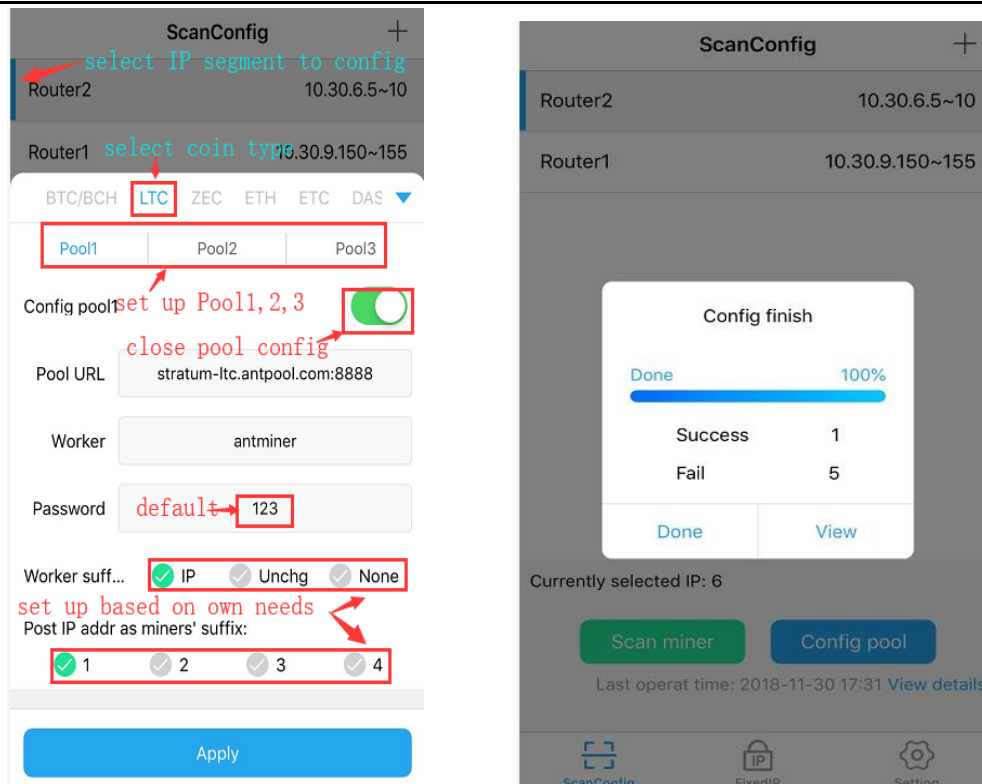 ScanConfig
select IP segment to config
Router2 10.30.6.5~10
Router1 10.30.9.150~155
select coin type
BTC/BCH LTC ZEC ETH ETC DAS
Pool1 Pool2 Pool3
Config pool1
set up Pool1,2,3
close pool config
Pool URL stratum-ltc.antpool.com:8888
Worker antminer
Password default 123
Worker suff... IP Unchg None
set up based on own needs
Post IP addr as miners' suffix:
1 2 3 4
Apply
ScanConfig
Router2 10.30.6.5~10
Router1 10.30.9.150~155
Config finish
Done 100%
Success 1
Fail 5
Done View
Currently selected IP: 6
Scan miner Config pool
Last operat time: 2018-11-30 17:31 View details
IP
ScanConfig FixedIP Setting